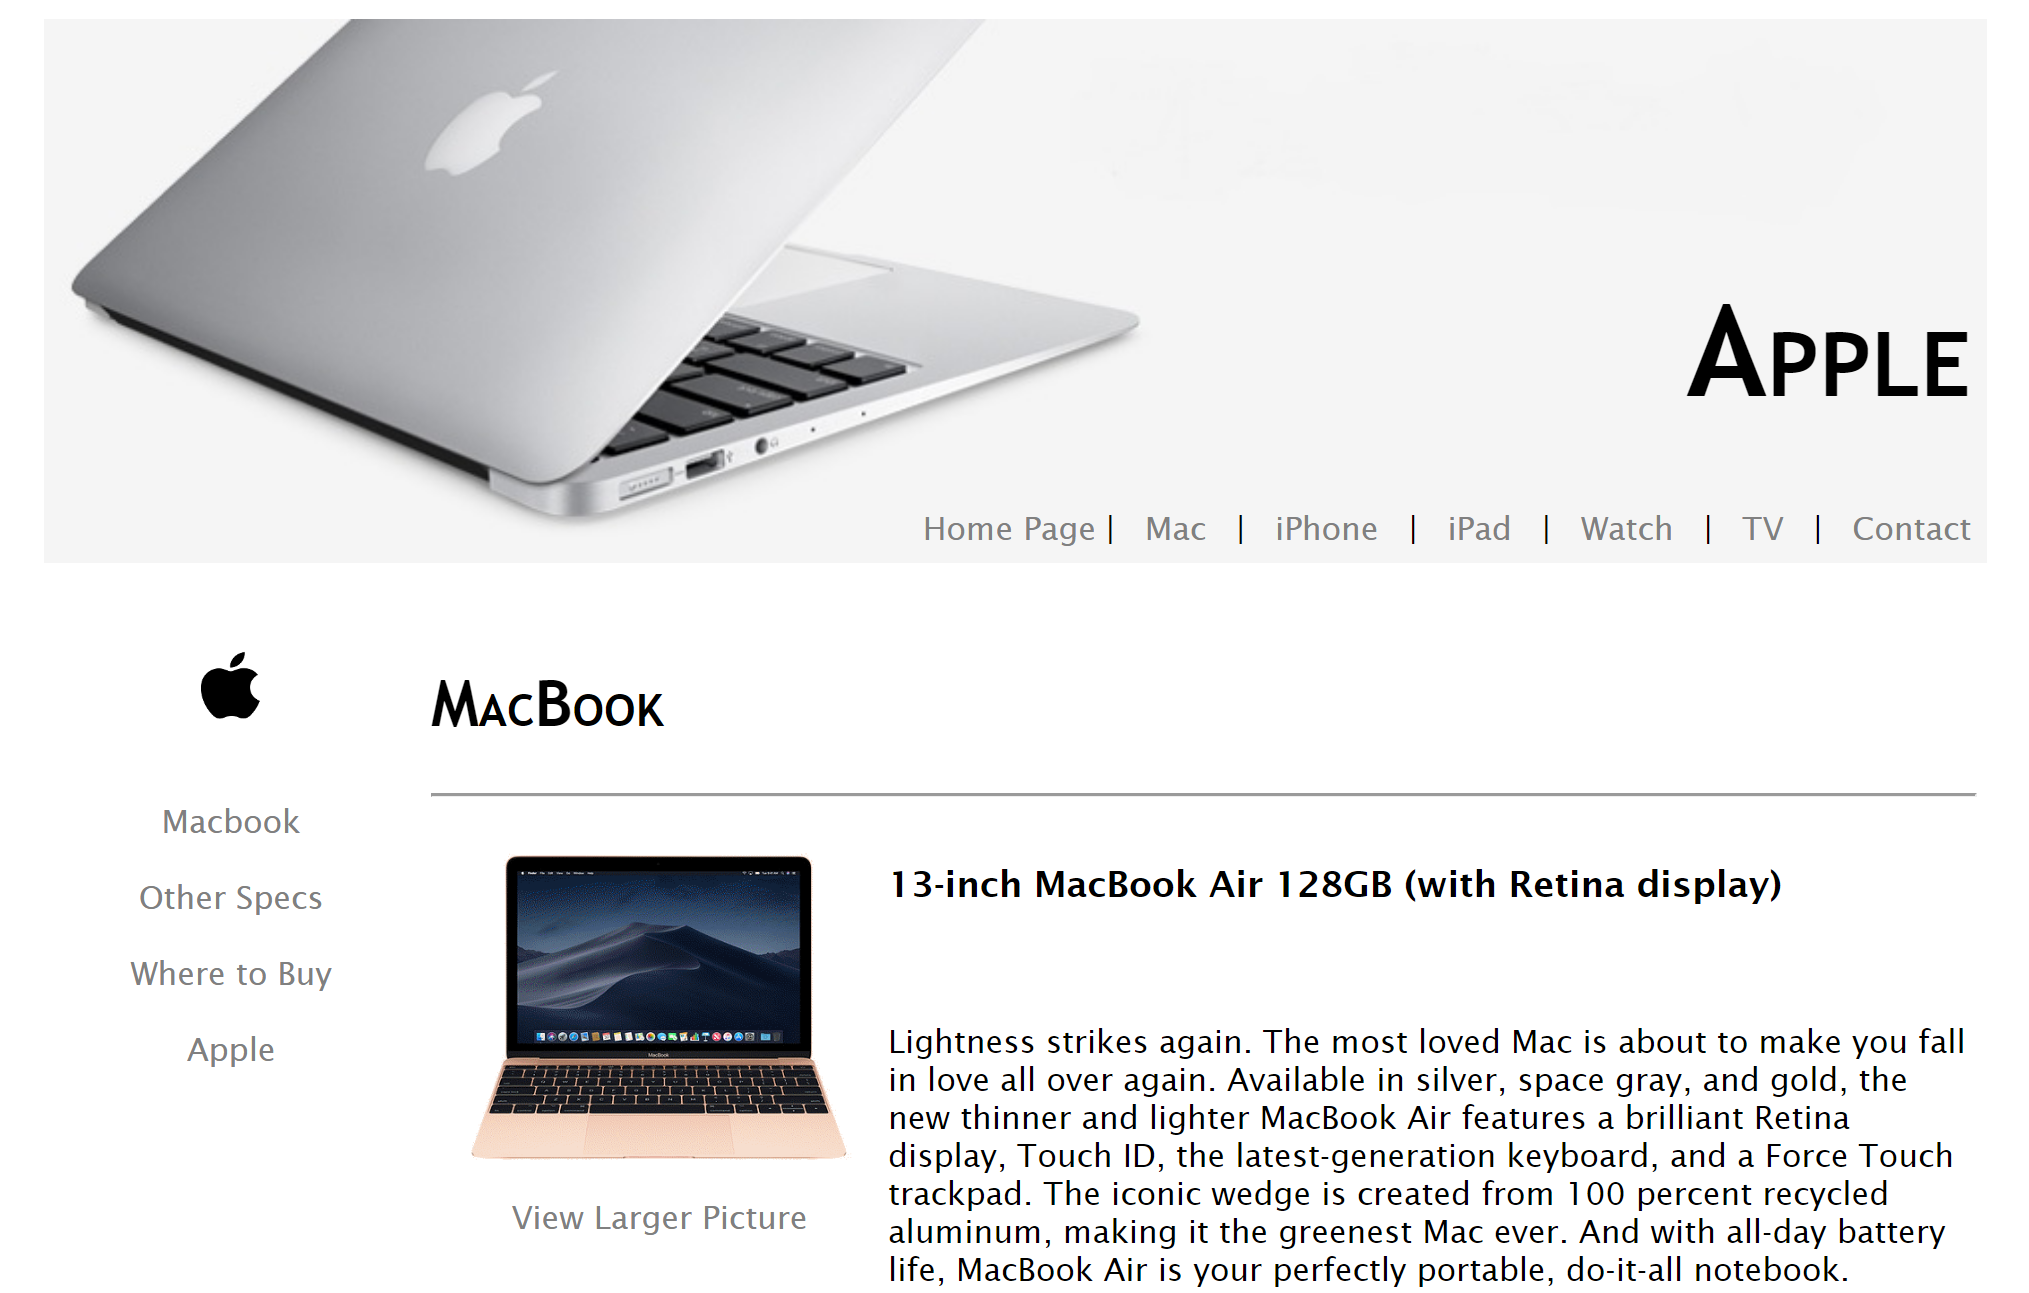 Apple
Home Page | Mac | iPhone | iPad | Watch | TV | Contact
MacBook
Macbook
Other Specs
Where to Buy
Apple
MacBook
View Larger Picture
13-inch MacBook Air 128GB (with Retina display)
Lightness strikes again. The most loved Mac is about to make you fall
in love all over again. Available in silver, space gray, and gold, the
new thinner and lighter MacBook Air features a brilliant Retina
display, Touch ID, the latest-generation keyboard, and a Force Touch
trackpad. The iconic wedge is created from 100 percent recycled
aluminum, making it the greenest Mac ever. And with all-day battery
life, MacBook Air is your perfectly portable, do-it-all notebook.